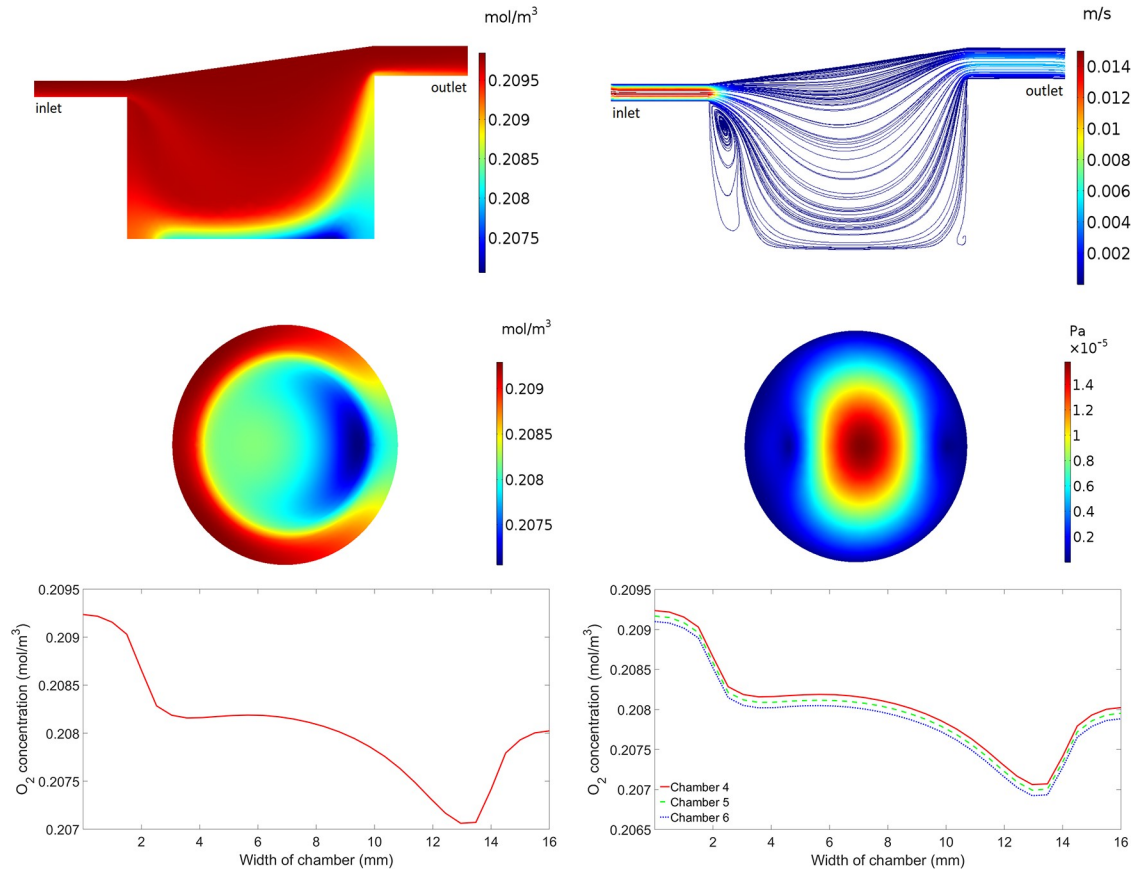 mol/m³
inlet
outlet
0.2095
0.209
0.2085
0.208
0.2075
m/s
inlet
outlet
0.014
0.012
0.01
0.008
0.006
0.004
0.002
mol/m³
0.209
0.2085
0.208
0.2075
Pa
×10⁻⁵
1.4
1.2
1
0.8
0.6
0.4
0.2
O₂ concentration (mol/m³)
0.2095
0.209
0.2085
0.208
0.2075
0.207
2 4 6 8 10 12 14 16
Width of chamber (mm)
O₂ concentration (mol/m³)
0.2095
0.209
0.2085
0.208
0.2075
0.207
0.2065
Chamber 4
Chamber 5
Chamber 6
2 4 6 8 10 12 14 16
Width of chamber (mm)